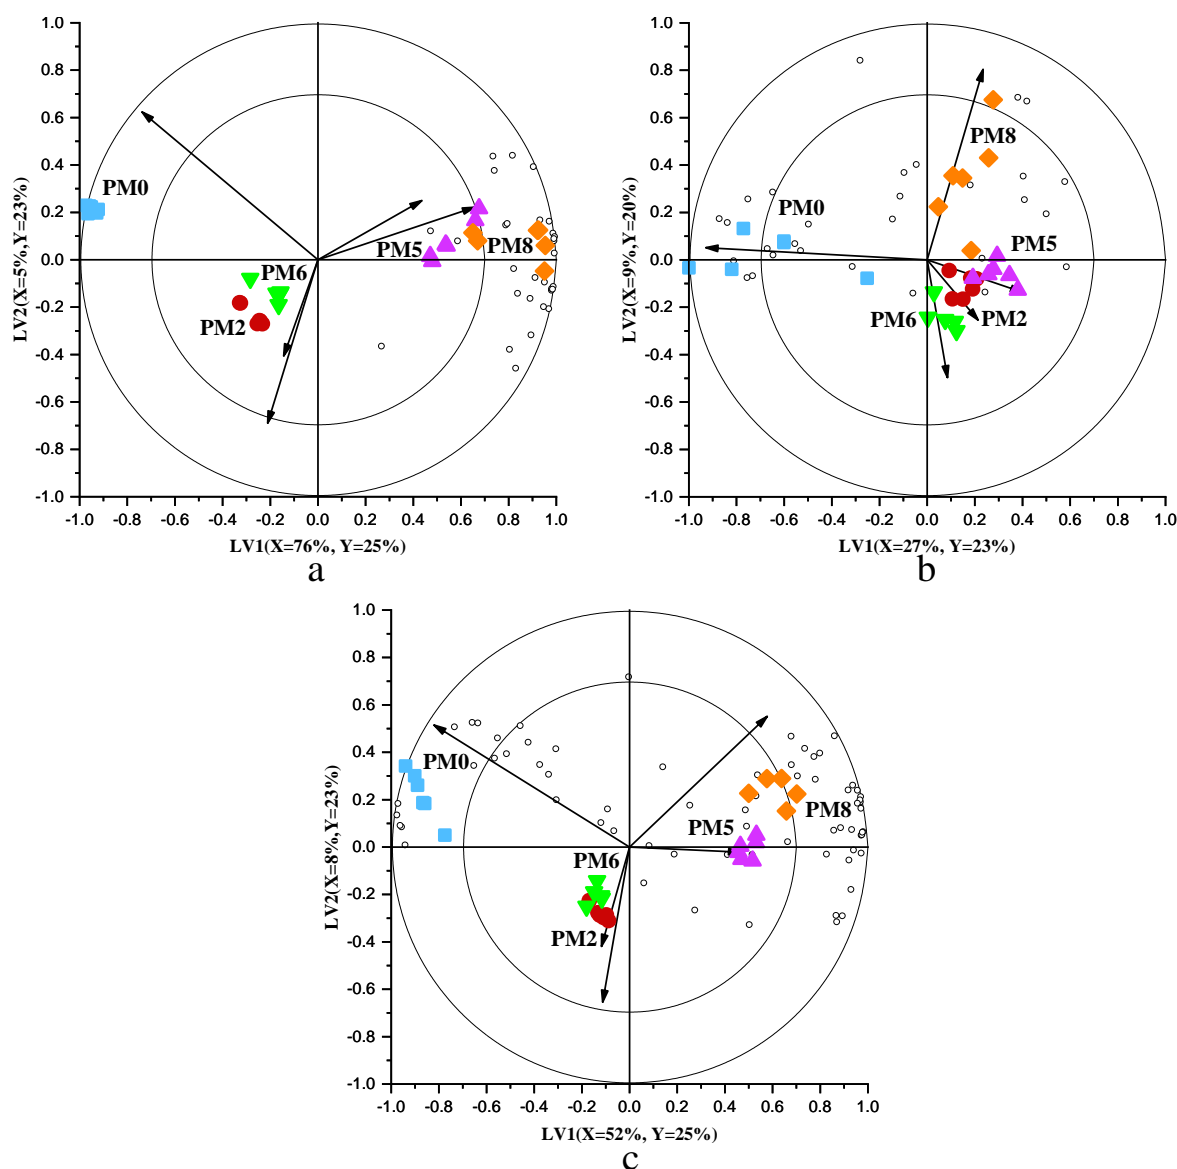 1.0
0.8
0.6
0.4
0.2
0.0
-0.2
-0.4
-0.6
-0.8
-1.0
LV2(X=5%,Y=23%)
PM0
PM5
PM8
PM6
PM2
-1.0 -0.8 -0.6 -0.4 -0.2 0.0 0.2 0.4 0.6 0.8 1.0
LV1(X=76%, Y=25%)
a
1.0
0.8
0.6
0.4
0.2
0.0
-0.2
-0.4
-0.6
-0.8
-1.0
LV2(X=9%,Y=20%)
PM8
PM0
PM5
PM6
PM2
-1.0 -0.8 -0.6 -0.4 -0.2 0.0 0.2 0.4 0.6 0.8 1.0
LV1(X=27%, Y=23%)
b
1.0
0.8
0.6
0.4
0.2
0.0
-0.2
-0.4
-0.6
-0.8
-1.0
LV2(X=8%,Y=23%)
PM0
PM8
PM5
PM6
PM2
-1.0 -0.8 -0.6 -0.4 -0.2 0.0 0.2 0.4 0.6 0.8 1.0
LV1(X=52%, Y=25%)
c